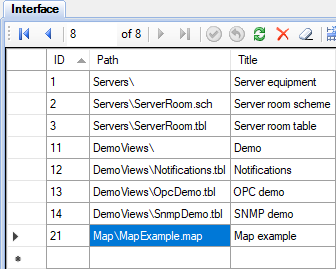 Interface
8 of 8
ID Path Title
1 Servers\ Server equipment
2 Servers\ServerRoom.sch Server room scheme
3 Servers\ServerRoom.tbl Server room table
11 DemoViews\ Demo
12 DemoViews\Notifications.tbl Notifications
13 DemoViews\OpcDemo.tbl OPC demo
14 DemoViews\SnmpDemo.tbl SNMP demo
21 Map\MapExample.map Map example